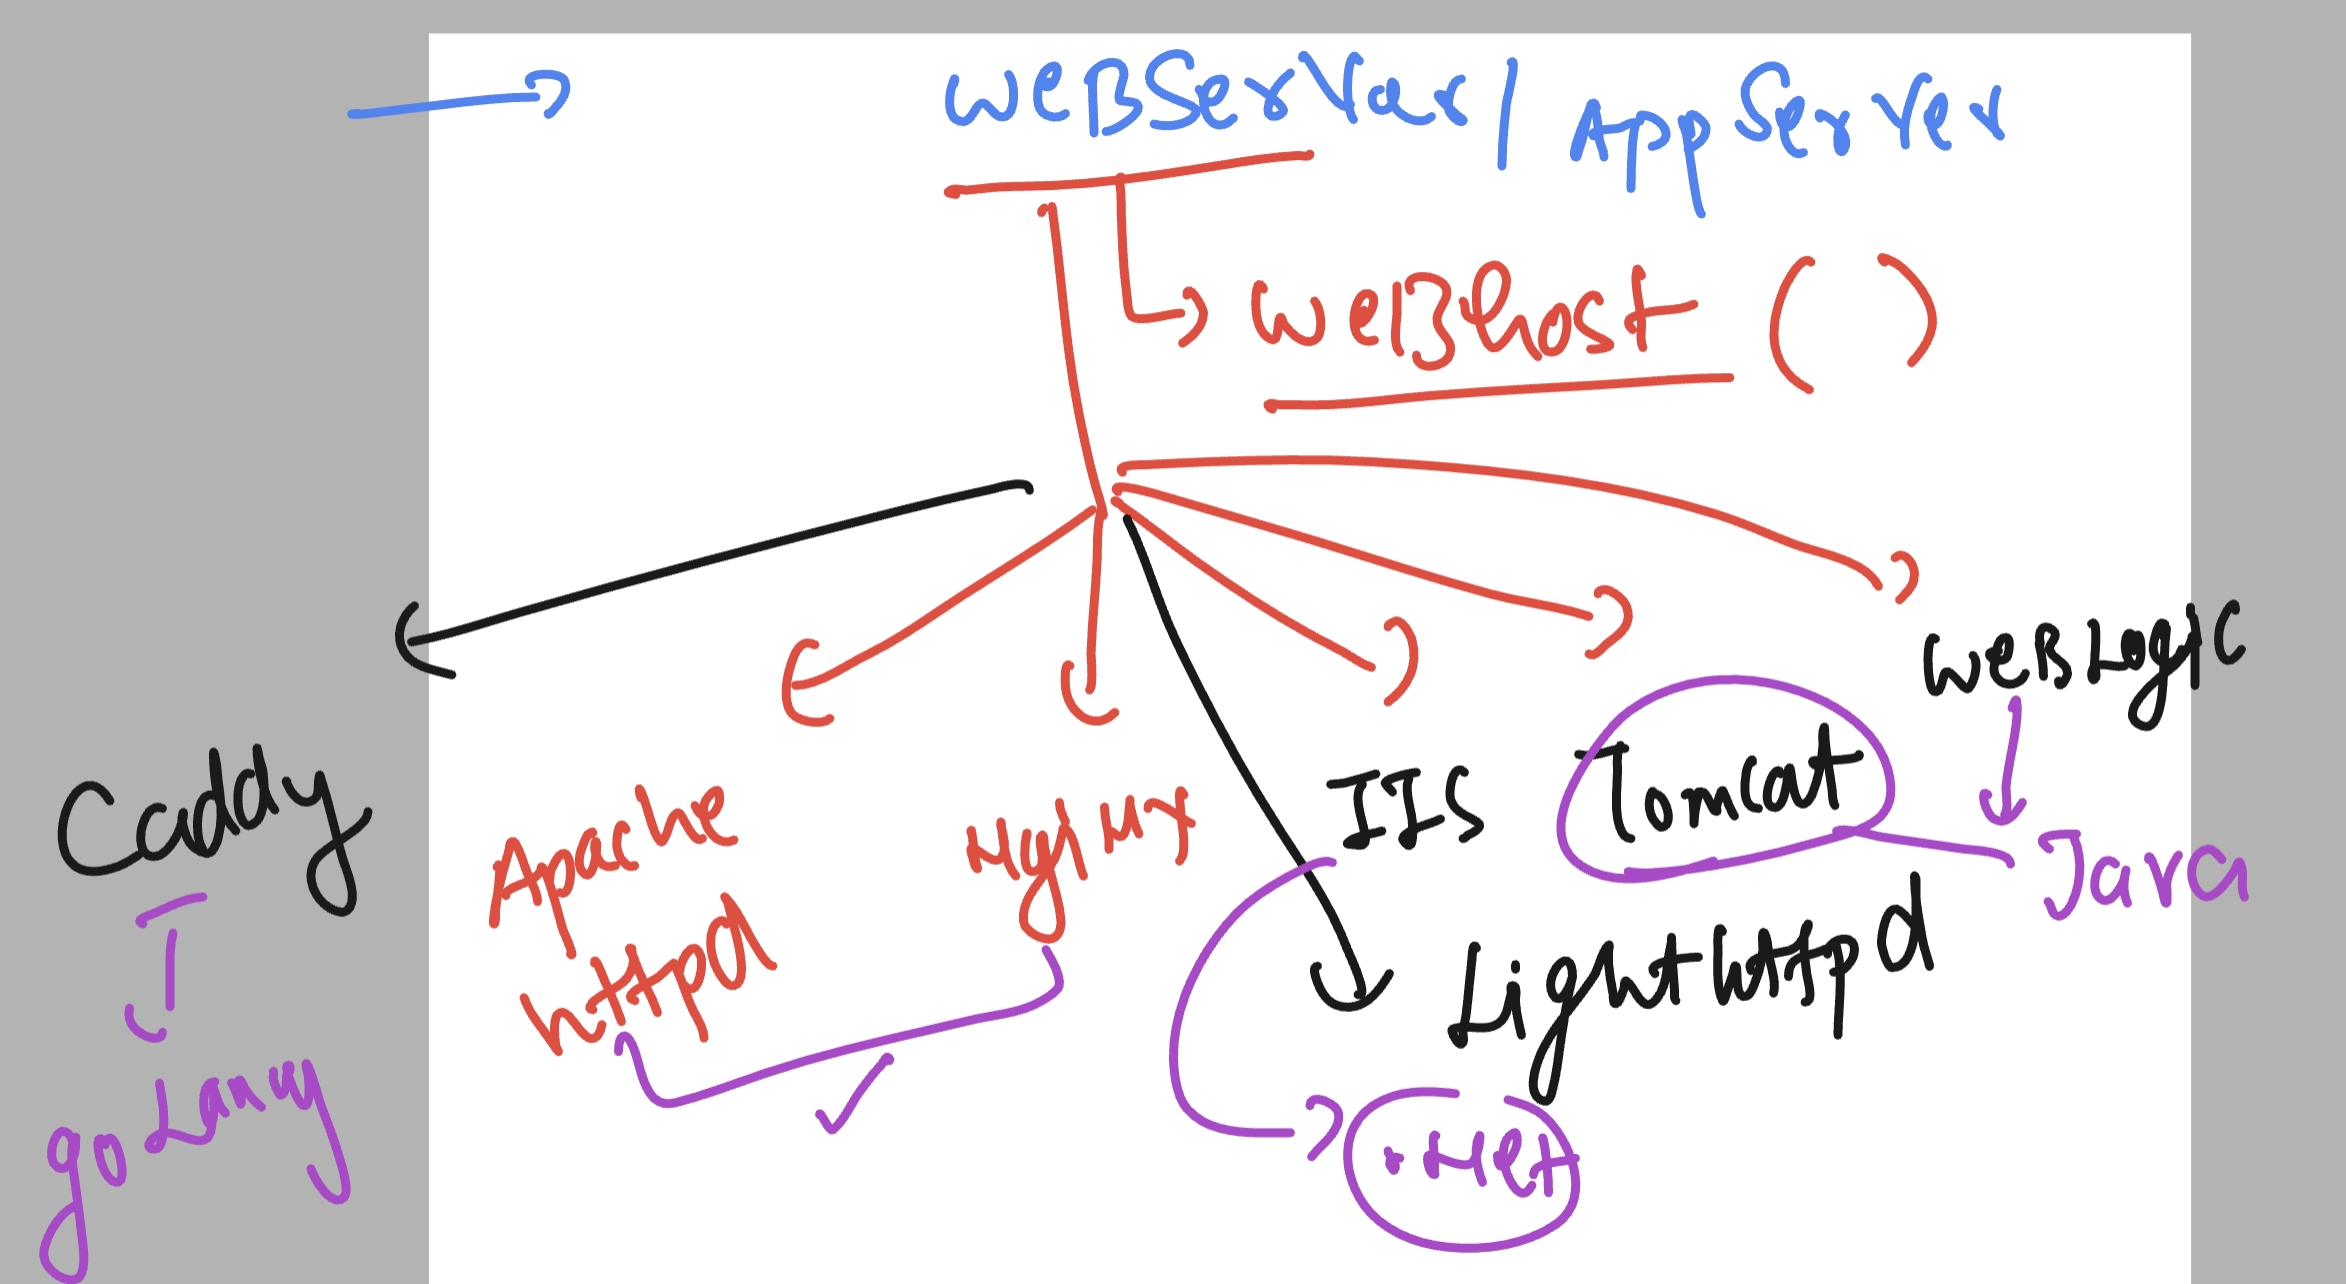 WeBServer / App Server
WeBhost ( )
WeBLogic
Caddy
Apache
httpd
Nginx
IIS
Tomcat
Java
Lighthttpd
goLang
.Net